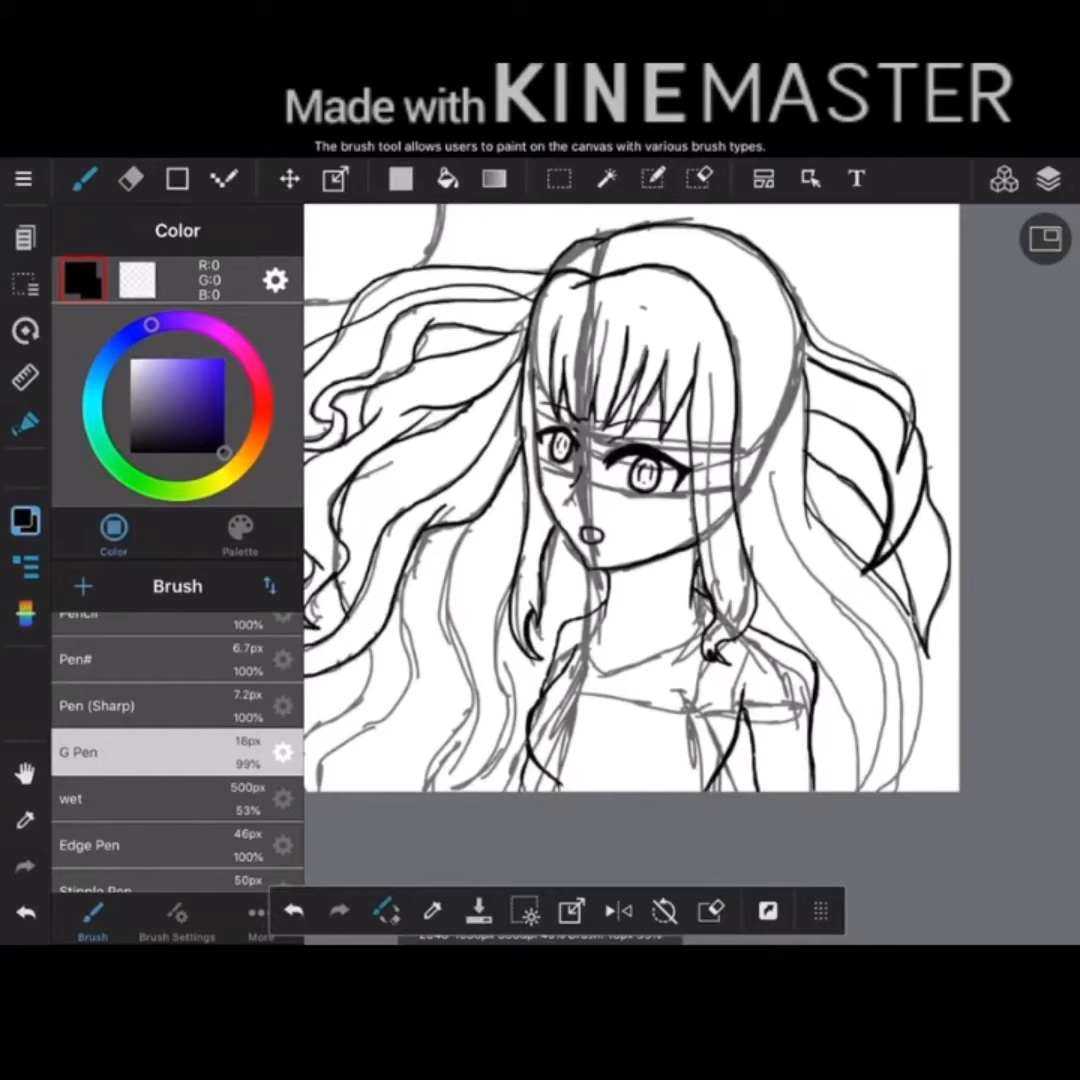 Made with KINEMASTER
The brush tool allows users to paint on the canvas with various brush types.
T
Color
R:0
G:0
B:0
Color
Palette
Brush
Pencil
100%
6.7px
Pen#
100%
7.2px
Pen (Sharp)
100%
18px
G Pen
99%
500px
wet
53%
46px
Edge Pen
100%
50px
Stipple Pen
Brush
Brush Settings
More